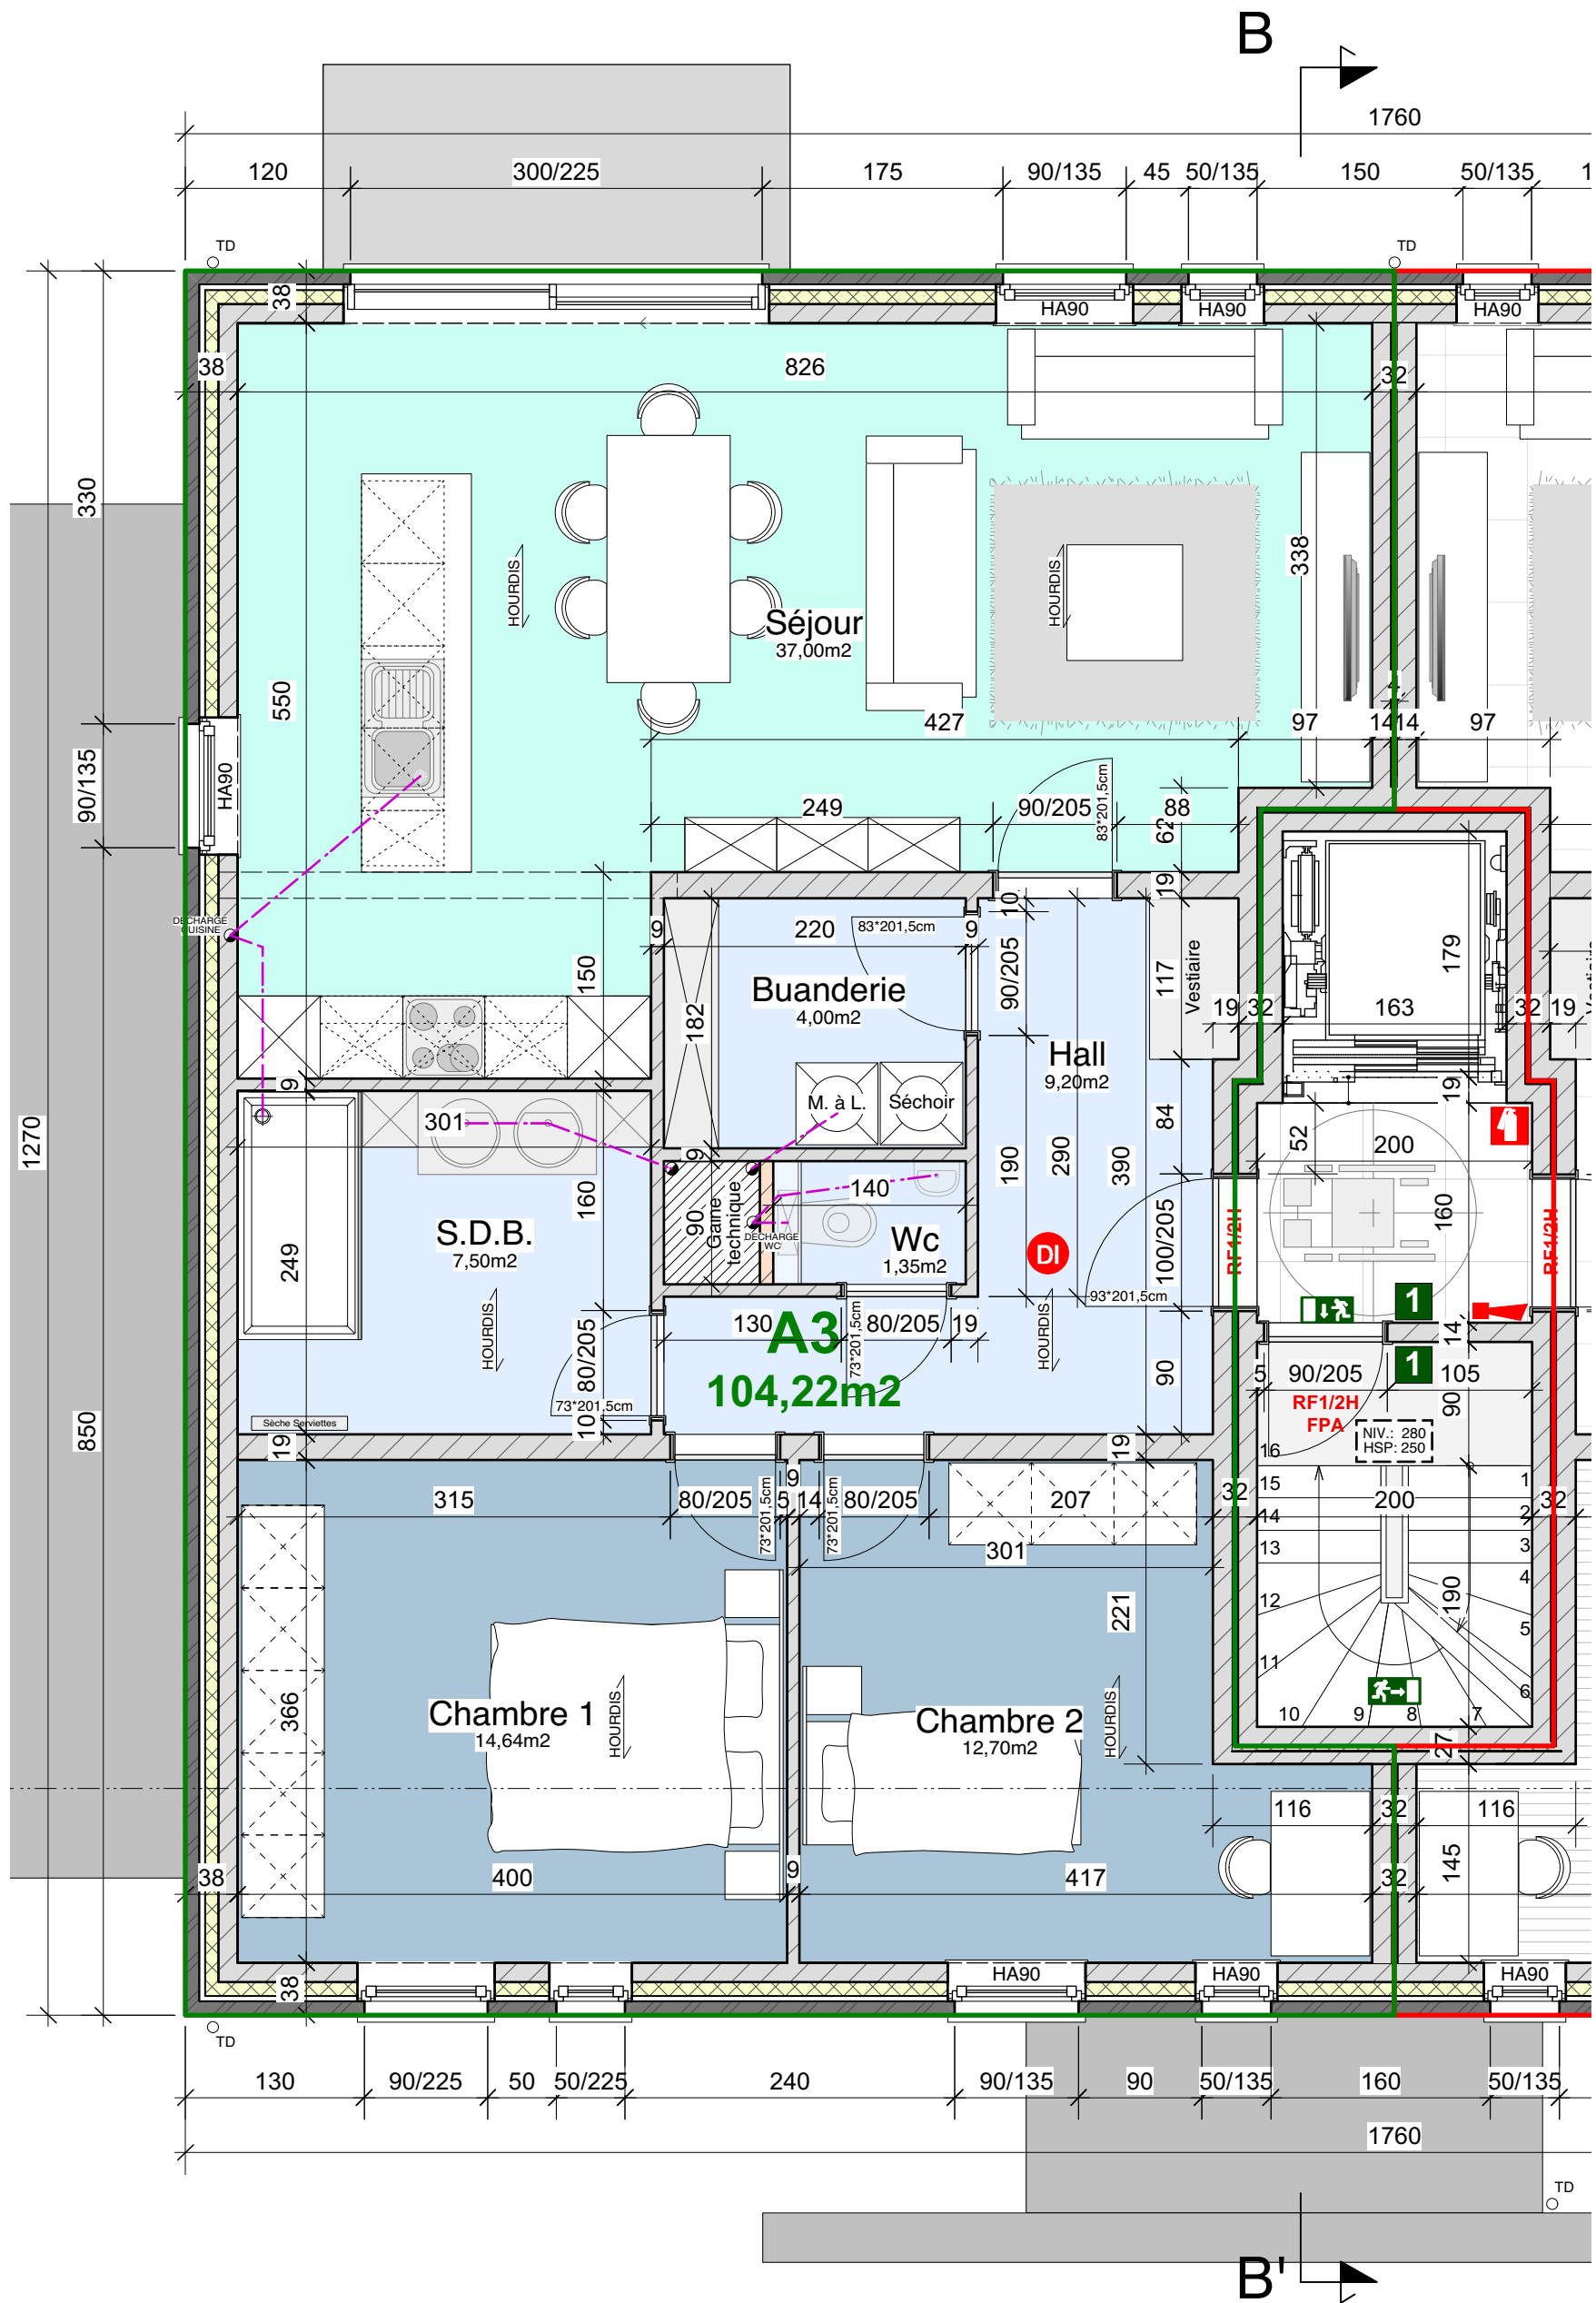 B
1760
120
300/225
175
90/135
45
50/135
150
50/135
1
TD
TD
38
HA90
HA90
HA90
38
826
32
330
HOURDIS
HOURDIS
338
Séjour
37,00m2
550
4
427
97
14
14
97
90/135
HA90
249
90/205
83*201,5cm
62
88
19
DECHARGE
CUISINE
10
9
220
83*201,5cm
9
150
Buanderie
4,00m2
182
90/205
117
Vestiaire
179
19
32
163
32
19
Hall
9,20m2
9
M. à L.
Séchoir
301
84
19
1270
190
290
390
52
200
9
160
140
90
Gaine
technique
DECHARGE
WC
Wc
1,35m2
S.D.B.
7,50m2
249
DI
100/205
160
RF1/2H
RF1/2H
93*201,5cm
HOURDIS
HOURDIS
1
130
A3
80/205
19
73*201,5cm
14
1
104,22m2
80/205
73*201,5cm
10
90
5
90/205
105
90
RF1/2H
FPA
NIV.: 280
HSP: 250
Sèche Serviettes
850
19
19
16
15
14
13
12
11
10
9
8
7
6
5
4
3
2
1
315
80/205
5
9
14
80/205
207
73*201,5cm
73*201,5cm
32
200
32
301
221
190
366
Chambre 1
14,64m2
HOURDIS
Chambre 2
12,70m2
HOURDIS
27
116
32
116
145
38
400
9
417
32
38
HA90
HA90
HA90
TD
130
90/225
50
50/225
240
90/135
90
50/135
160
50/135
1760
TD
B'